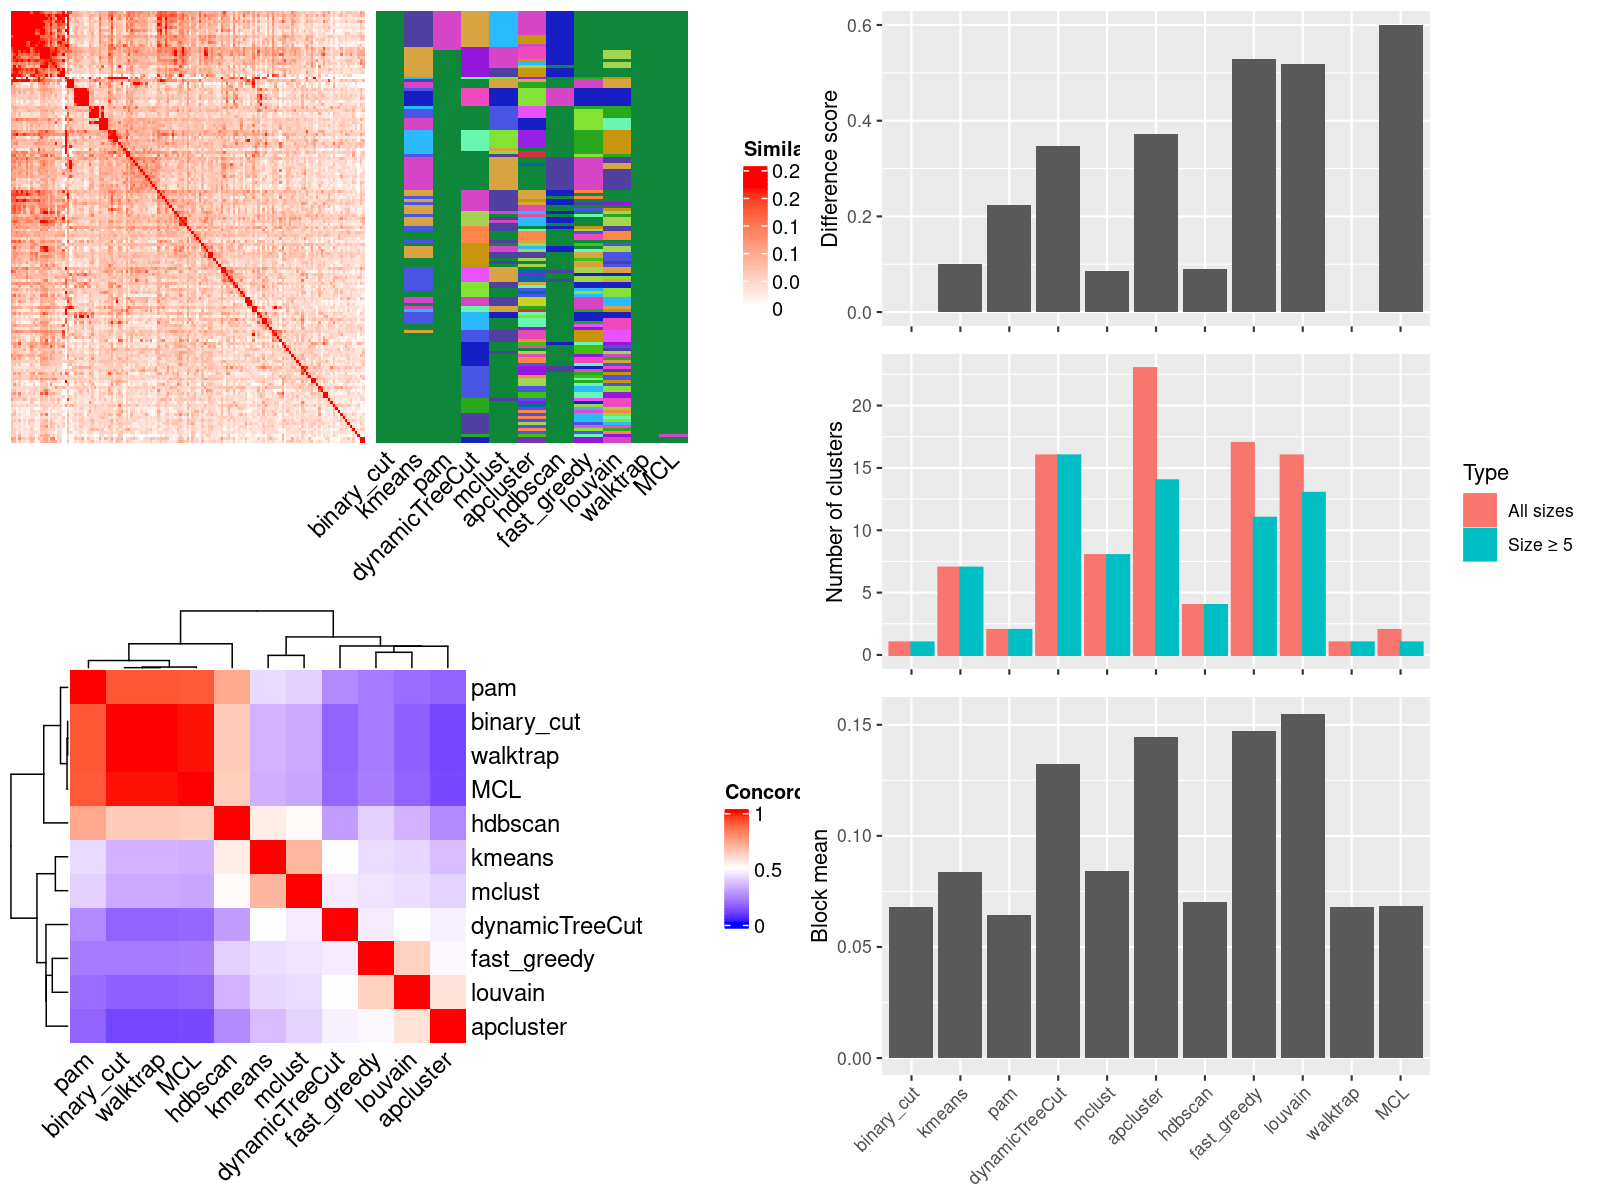 Simila
0.2
0.2
0.1
0.1
0.0
0
binary_cut
kmeans
pam
dynamicTreeCut
mclust
apcluster
hdbscan
fast_greedy
louvain
walktrap
MCL
pam
binary_cut
walktrap
MCL
hdbscan
kmeans
mclust
dynamicTreeCut
fast_greedy
louvain
apcluster
pam
binary_cut
walktrap
MCL
hdbscan
kmeans
mclust
dynamicTreeCut
fast_greedy
louvain
apcluster
Concord
1
0.5
0
Difference score
0.6
0.4
0.2
0.0
Number of clusters
20
15
10
5
0
Type
All sizes
Size ≥ 5
Block mean
0.15
0.10
0.05
0.00
binary_cut
kmeans
pam
dynamicTreeCut
mclust
apcluster
hdbscan
fast_greedy
louvain
walktrap
MCL